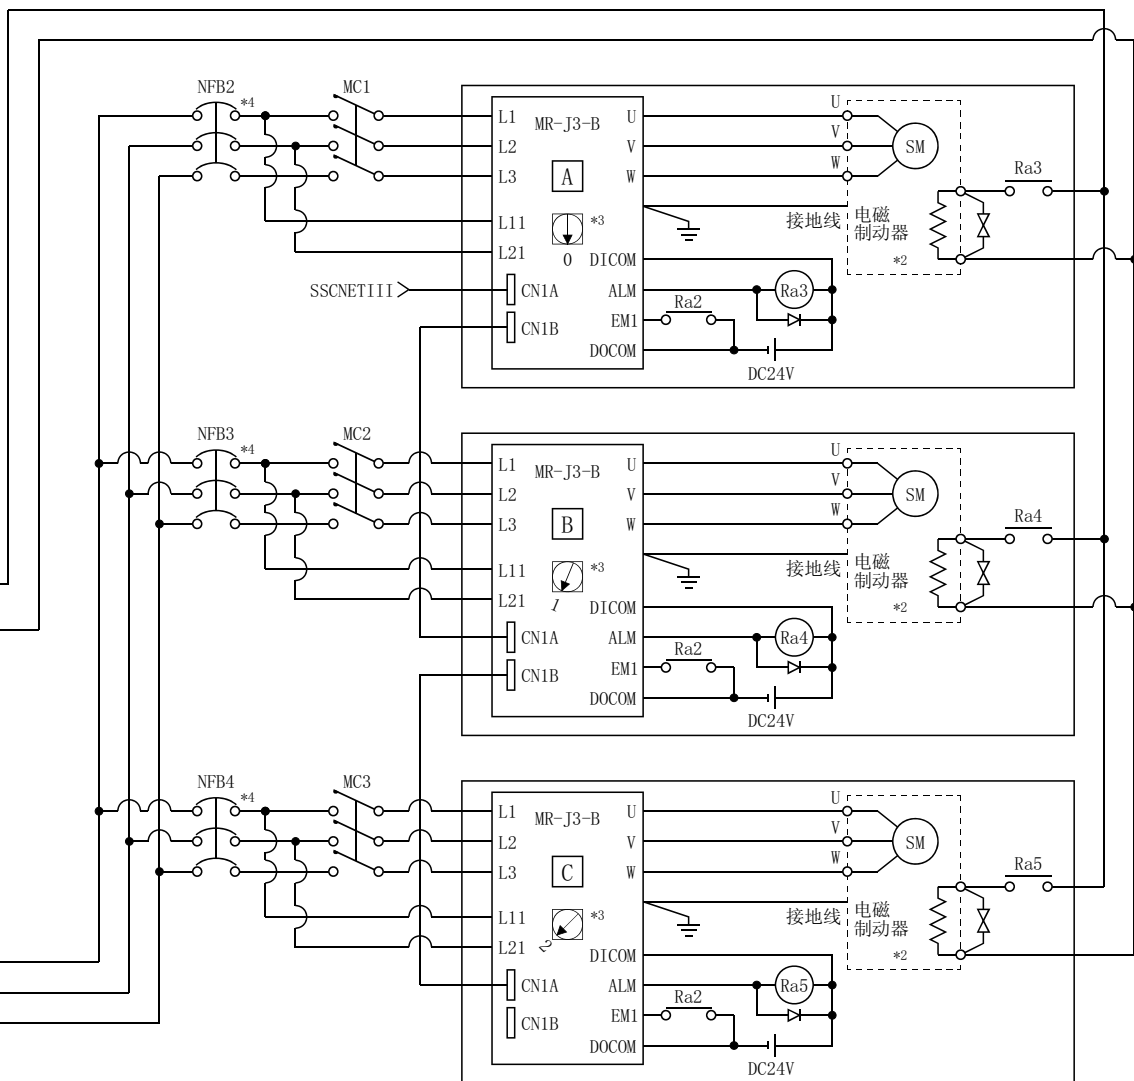 NFB2
*4
MC1
L1
MR-J3-B
U
U
L2
V
V
SM
L3
A
W
W
Ra3
接地线
电磁
制动器
*2
L11
*3
L21
0
DICOM
SSCNETIII
CN1A
ALM
Ra3
CN1B
Ra2
EM1
DOCOM
DC24V
NFB3
*4
MC2
L1
MR-J3-B
U
U
L2
V
V
SM
L3
B
W
W
Ra4
接地线
电磁
制动器
*2
L11
*3
L21
1
DICOM
CN1A
ALM
Ra4
CN1B
Ra2
EM1
DOCOM
DC24V
NFB4
*4
MC3
L1
MR-J3-B
U
U
L2
V
V
SM
L3
C
W
W
Ra5
接地线
电磁
制动器
*2
L11
*3
L21
2
DICOM
CN1A
ALM
Ra5
CN1B
Ra2
EM1
DOCOM
DC24V